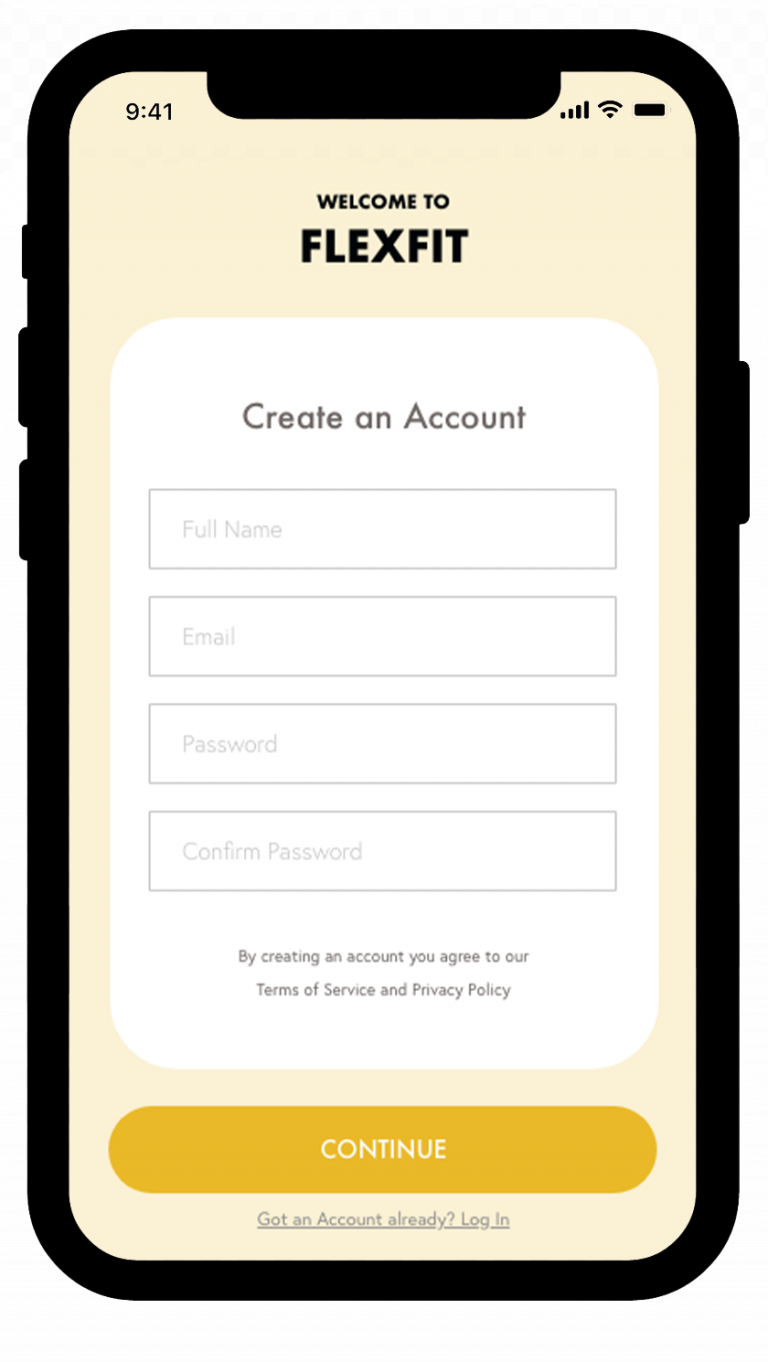 9:41
WELCOME TO
FLEXFIT
Create an Account
Full Name
Email
Password
Confirm Password
By creating an account you agree to our
Terms of Service and Privacy Policy
CONTINUE
Got an Account already? Log In